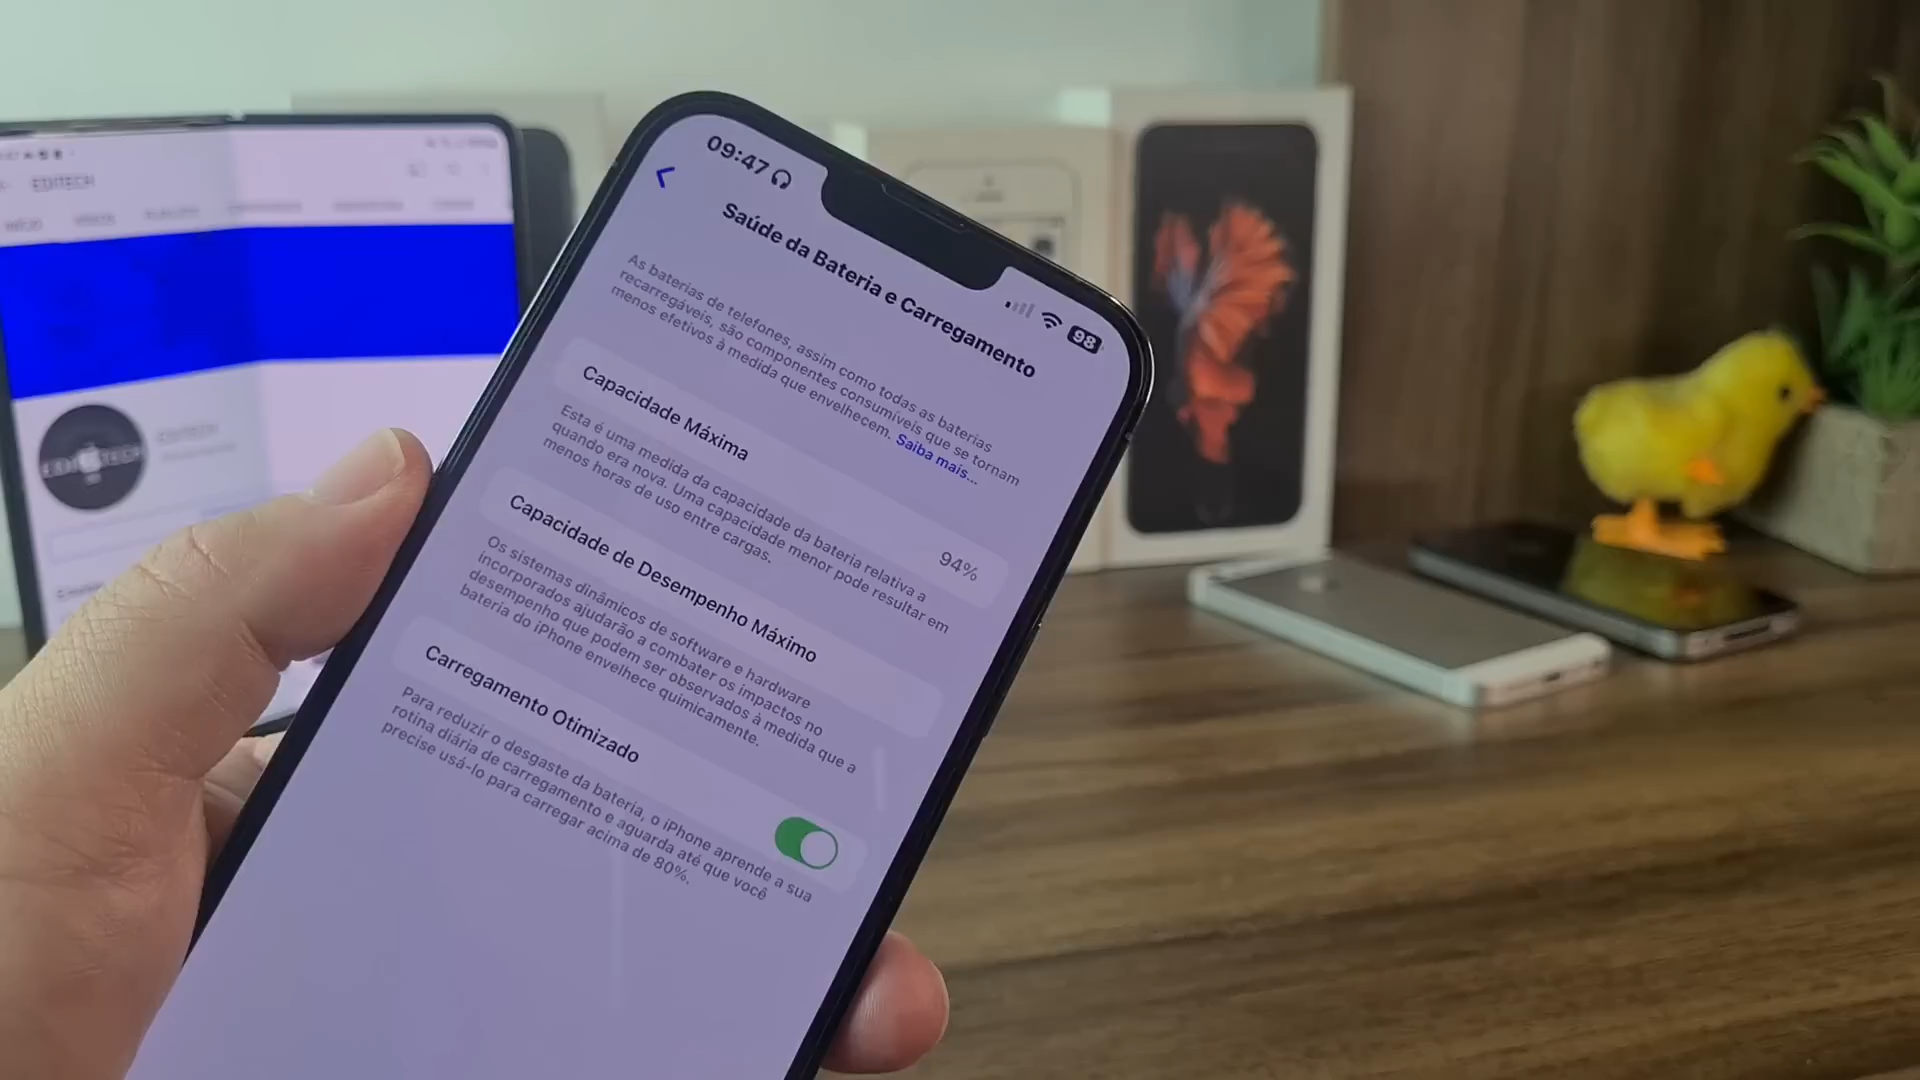 EDITECH
INÍCIO
09:47
98
Saúde da Bateria e Carregamento
As baterias de telefones, assim como todas as baterias
recarregáveis, são componentes consumíveis que se tornam
menos efetivos à medida que envelhecem. Saiba mais...
Capacidade Máxima
94%
Esta é uma medida da capacidade da bateria relativa a
quando era nova. Uma capacidade menor pode resultar em
menos horas de uso entre cargas.
Capacidade de Desempenho Máximo
Os sistemas dinâmicos de software e hardware
incorporados ajudarão a combater os impactos no
desempenho que podem ser observados à medida que a
bateria do iPhone envelhece quimicamente.
Carregamento Otimizado
Para reduzir o desgaste da bateria, o iPhone aprende a sua
rotina diária de carregamento e aguarda até que você
precise usá-lo para carregar acima de 80%.